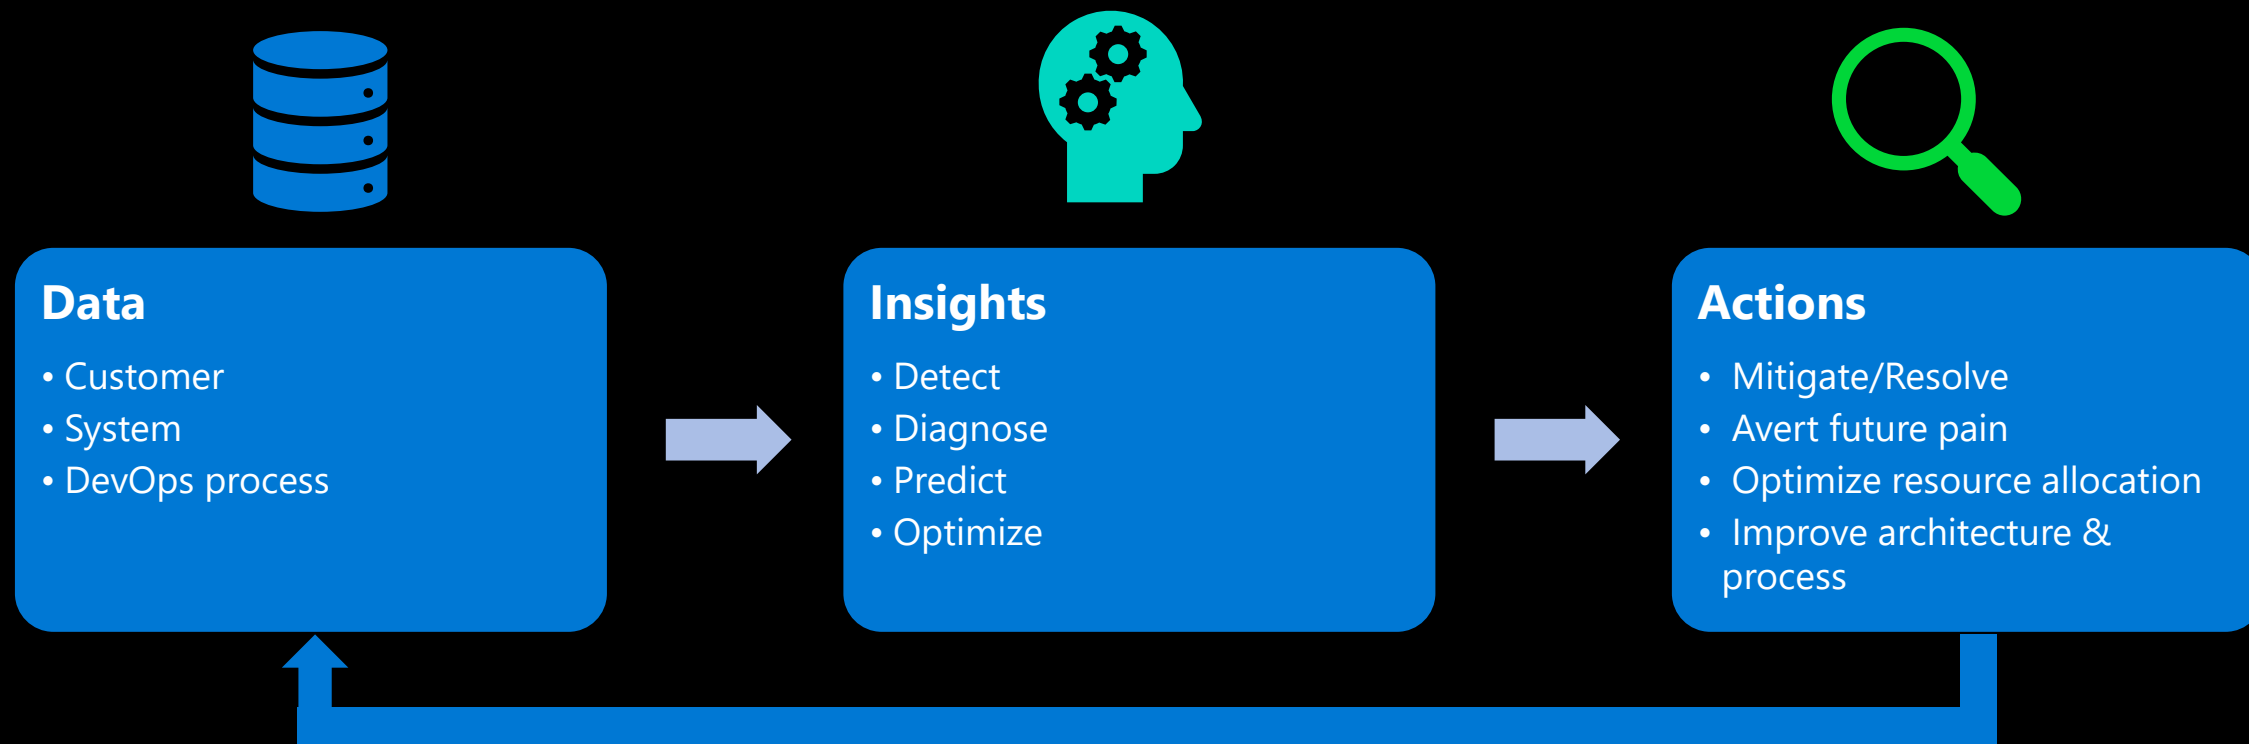 Data
• Customer
• System
• DevOps process
Insights
• Detect
• Diagnose
• Predict
• Optimize
Actions
• Mitigate/Resolve
• Avert future pain
• Optimize resource allocation
• Improve architecture &
process